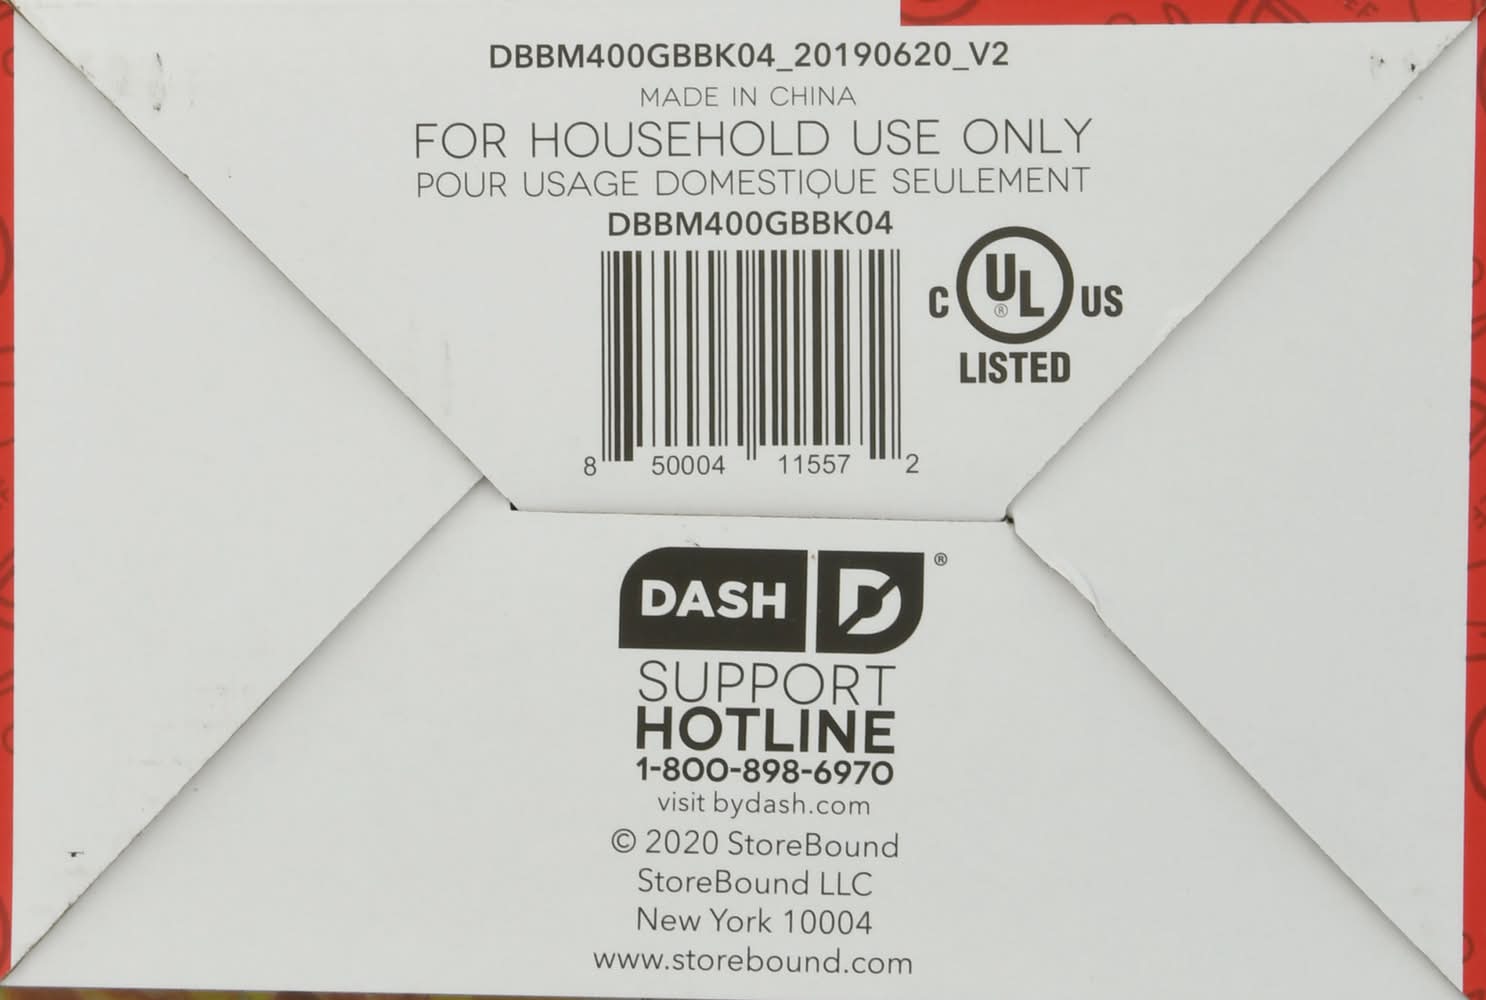 DBBM400GBBK04_20190620_V2
MADE IN CHINA
FOR HOUSEHOLD USE ONLY
POUR USAGE DOMESTIQUE SEULEMENT
DBBM400GBBK04
C UL® US
LISTED
8 50004 11557 2
DASH D®
SUPPORT
HOTLINE
1-800-898-6970
visit bydash.com
© 2020 StoreBound
StoreBound LLC
New York 10004
www.storebound.com